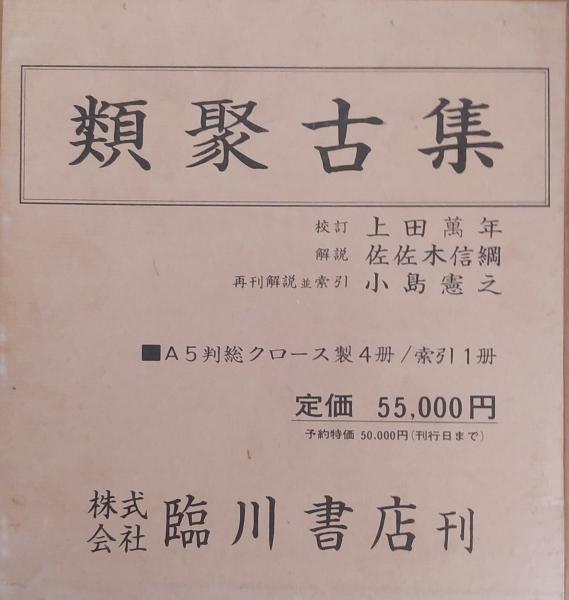 類聚古集
校訂 上田萬年
解説 佐佐木信綱
再刊解説並索引 小島憲之
■A5判総クロース製4冊/索引1冊
定価 55,000円
予約特価 50,000円(刊行日まで)
株式会社 臨川書店刊